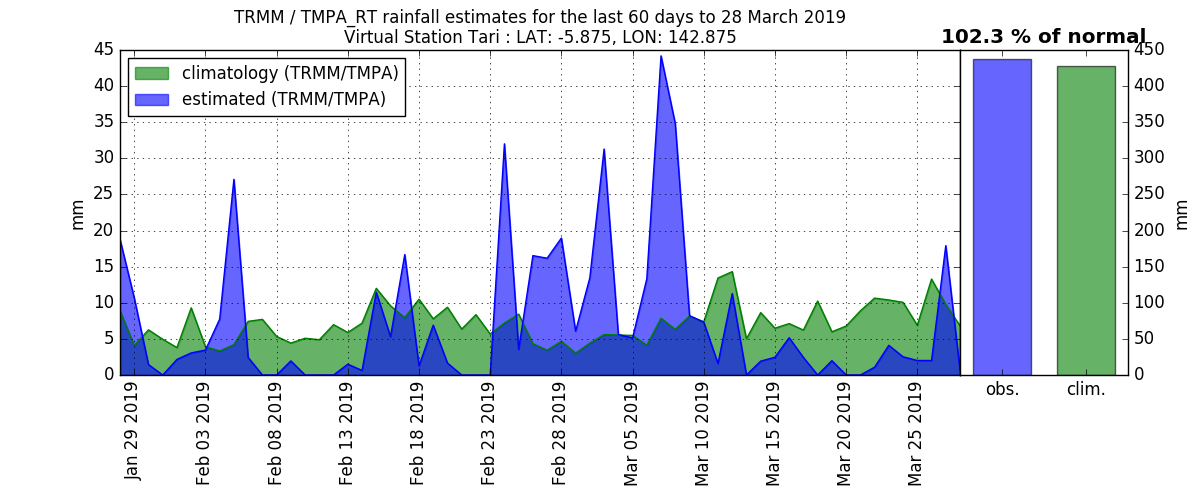 TRMM / TMPA_RT rainfall estimates for the last 60 days to 28 March 2019
Virtual Station Tari : LAT: -5.875, LON: 142.875
102.3 % of normal
climatology (TRMM/TMPA)
estimated (TRMM/TMPA)
45
40
35
30
25
20
15
10
5
0
mm
Jan 29 2019
Feb 03 2019
Feb 08 2019
Feb 13 2019
Feb 18 2019
Feb 23 2019
Feb 28 2019
Mar 05 2019
Mar 10 2019
Mar 15 2019
Mar 20 2019
Mar 25 2019
obs.
clim.
450
400
350
300
250
200
150
100
50
0
mm